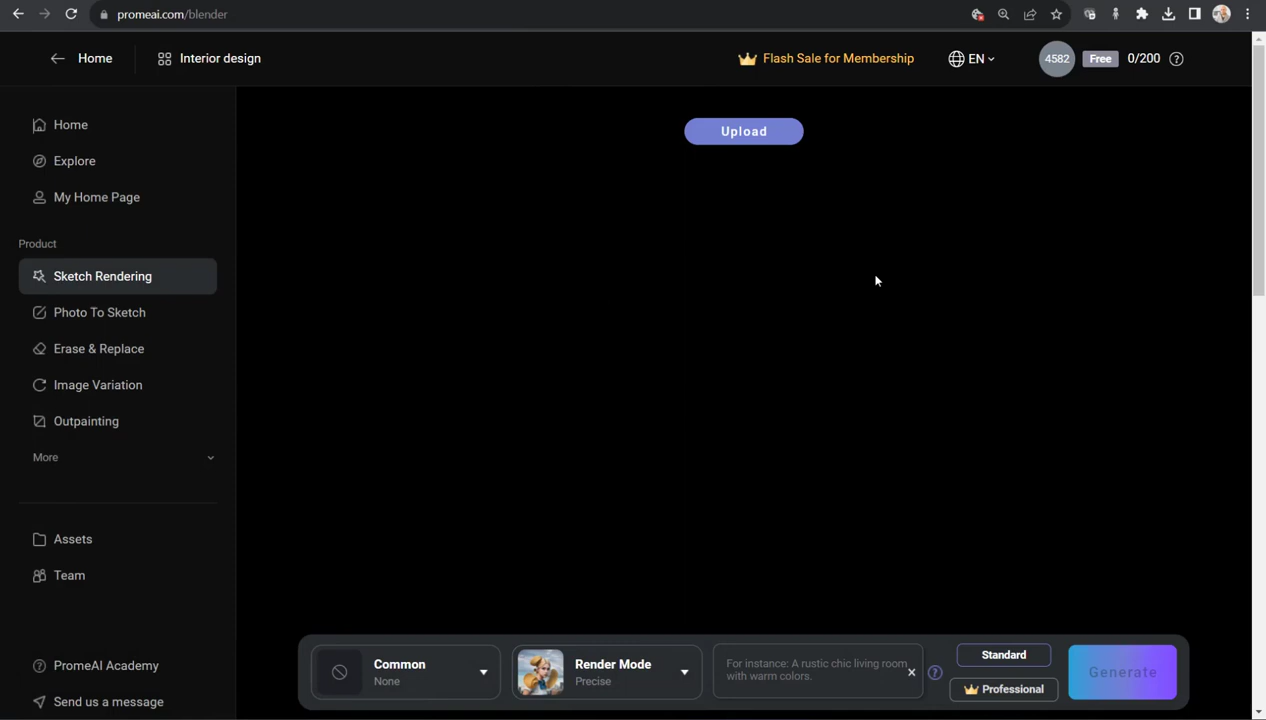 promeai.com/blender
Home
Interior design
Flash Sale for Membership
EN
4582
Free
0/200
Home
Explore
My Home Page
Product
Sketch Rendering
Photo To Sketch
Erase & Replace
Image Variation
Outpainting
More
Assets
Team
PromeAI Academy
Send us a message
Upload
Common
None
Render Mode
Precise
For instance: A rustic chic living room
with warm colors.
Standard
Professional
Generate